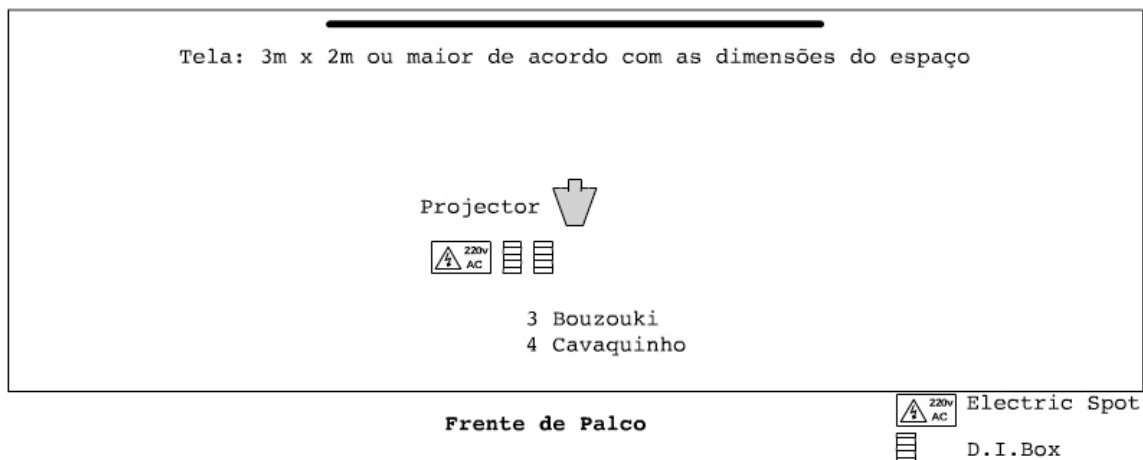 Tela: 3m x 2m ou maior de acordo com as dimensões do espaço
Projector
220v
AC
3 Bouzouki
4 Cavaquinho
Frente de Palco
220v
AC
Electric Spot
D.I.Box